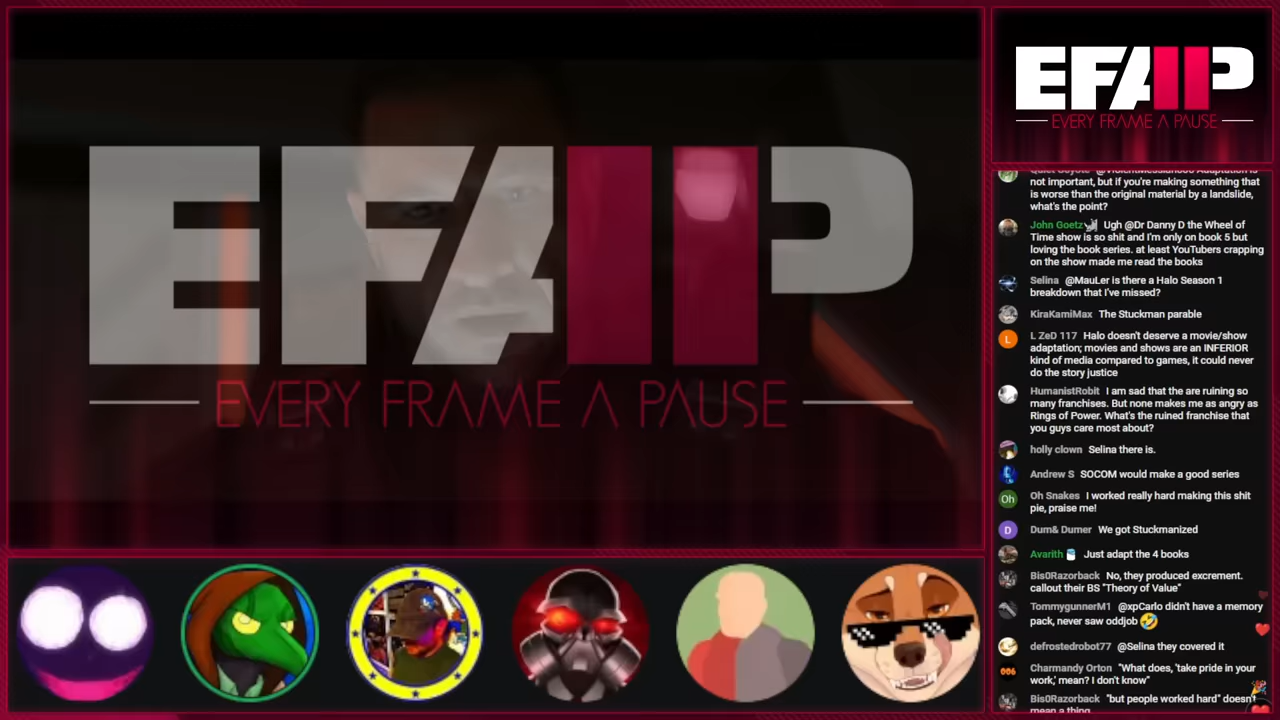 EFAP
EVERY FRAME A PAUSE
EFAP
EVERY FRAME A PAUSE
not important, but if you're making something that
is worse than the original material by a landslide,
what's the point?
John Goetz Ugh @Dr Danny D the Wheel of
Time show is so shit and I'm only on book 5 but
loving the book series. at least YouTubers crapping
on the show made me read the books
Selina @MauLer is there a Halo Season 1
breakdown that I've missed?
KiraKamiMax The Stuckman parable
L
L ZeD 117 Halo doesn't deserve a movie/show
adaptation; movies and shows are an INFERIOR
kind of media compared to games, it could never
do the story justice
HumanistRobit I am sad that the are ruining so
many franchises. But none makes me as angry as
Rings of Power. What's the ruined franchise that
you guys care most about?
holly clown Selina there is.
Andrew S SOCOM would make a good series
Oh
Oh Snakes I worked really hard making this shit
pie, praise me!
D
Dum& Dumer We got Stuckmanized
Avarith Just adapt the 4 books
Bis0Razorback No, they produced excrement.
callout their BS "Theory of Value"
TommygunnerM1 @xpCarlo didn't have a memory
pack, never saw oddjob
defrostedrobot77 @Selina they covered it
Charmandy Orton "What does, 'take pride in your
work,' mean? I don't know"
Bis0Razorback "but people worked hard" doesn't
mean a thing